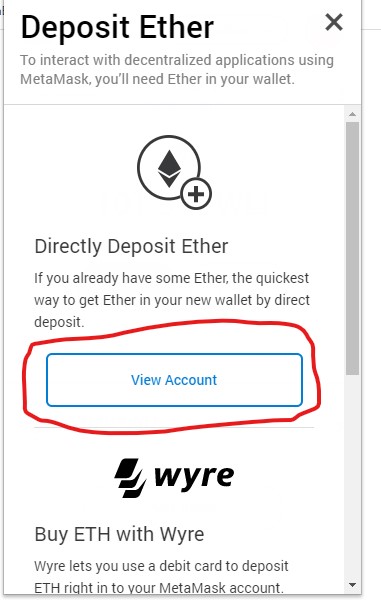 Deposit Ether
To interact with decentralized applications using
MetaMask, you'll need Ether in your wallet.
Directly Deposit Ether
If you already have some Ether, the quickest
way to get Ether in your new wallet by direct
deposit.
View Account
wyre
Buy ETH with Wyre
Wyre lets you use a debit card to deposit
ETH right in to your MetaMask account.